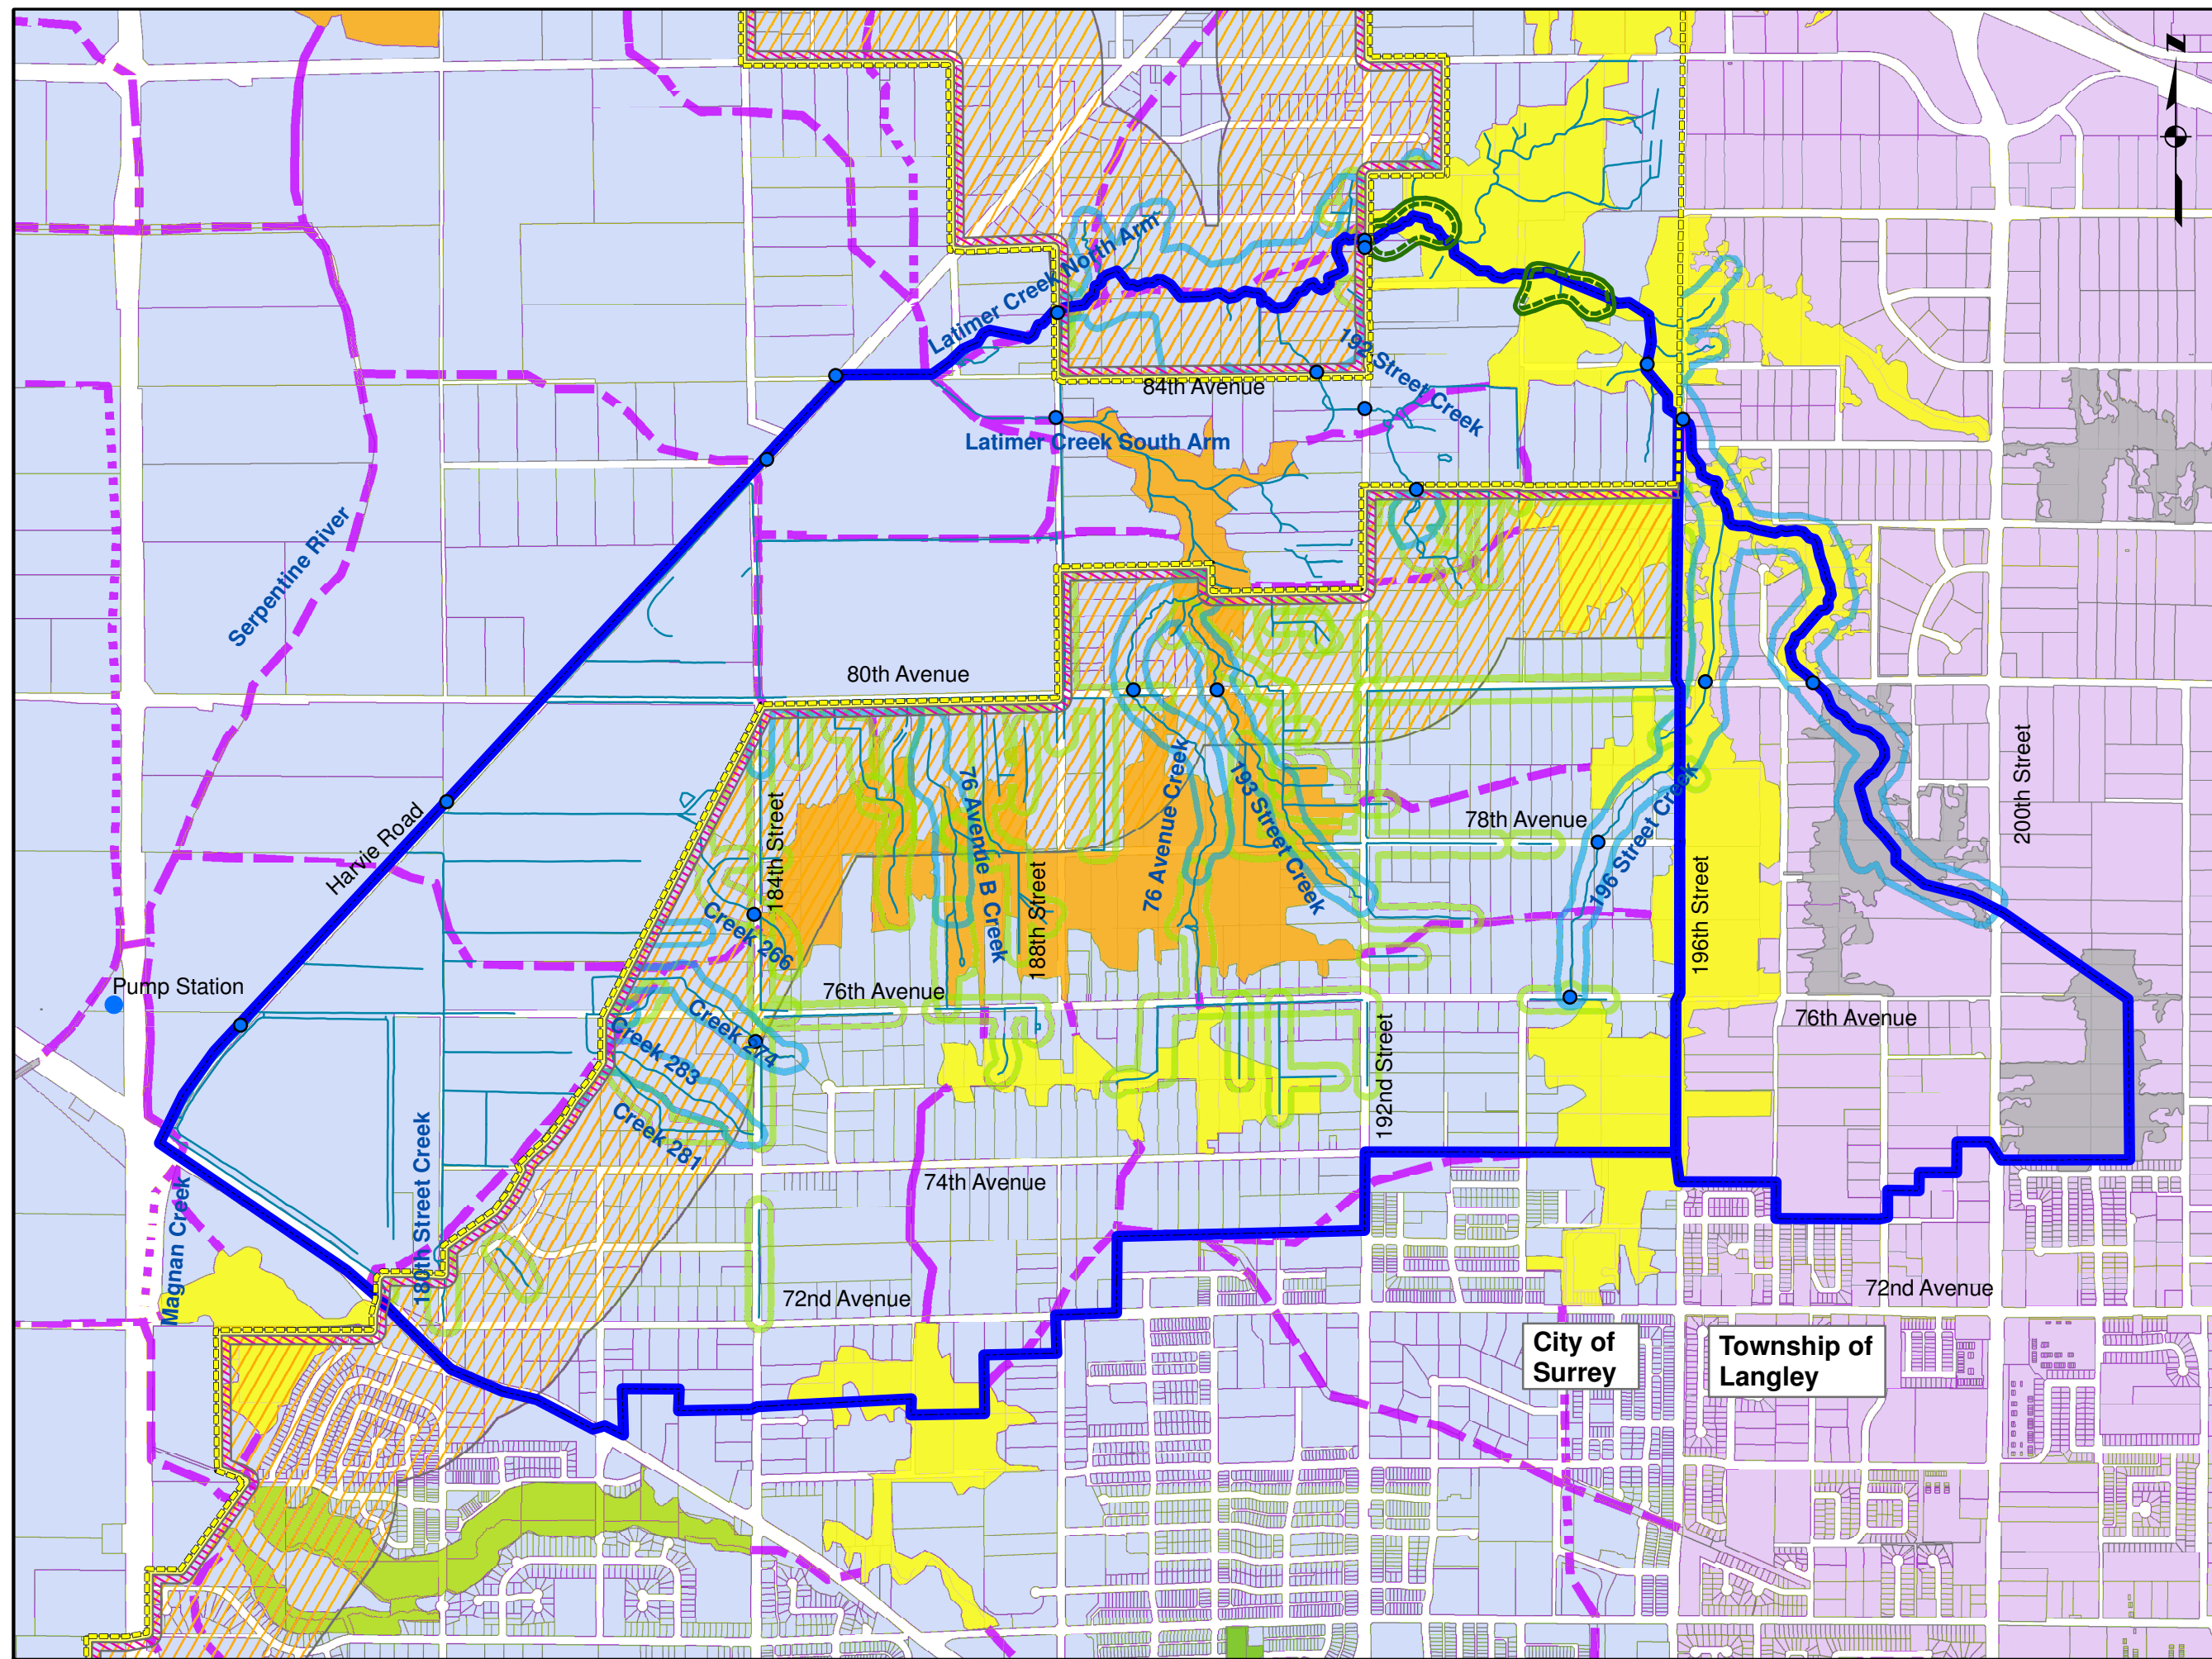 Z
Latimer Creek North Arm
192 Street Creek
84th Avenue
Latimer Creek South Arm
Serpentine River
80th Avenue
200th Street
76 Avenue Creek
193 Street Creek
76 Avenue B Creek
184th Street
78th Avenue
196 Street Creek
Harvie Road
188th Street
196th Street
Creek 266
Pump Station
76th Avenue
Creek 274
76th Avenue
Creek 283
192nd Street
Creek 281
180th Street Creek
74th Avenue
Magnan Creek
72nd Avenue
72nd Avenue
City of
Surrey
Township of
Langley